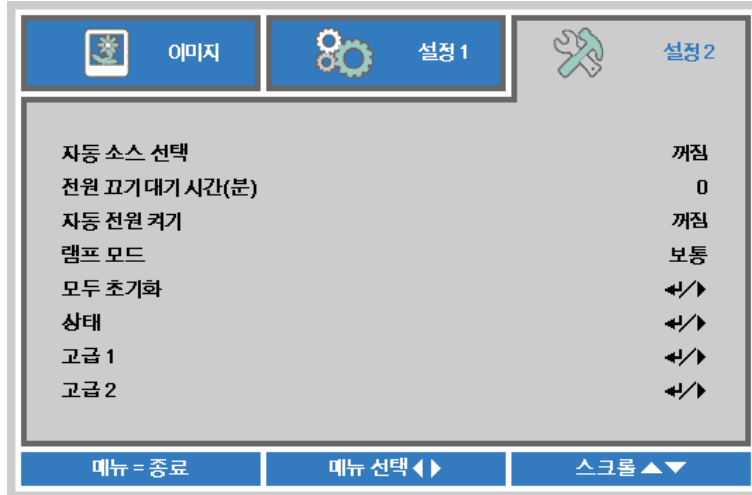 이미지
설정 1
설정 2
자동 소스 선택 꺼짐
전원 끄기 대기 시간(분) 0
자동 전원 켜기 꺼짐
램프 모드 보통
모두 초기화 ↵/▶
상태 ↵/▶
고급 1 ↵/▶
고급 2 ↵/▶
메뉴 = 종료 메뉴 선택 ◀ ▶ 스크롤 ▲▼